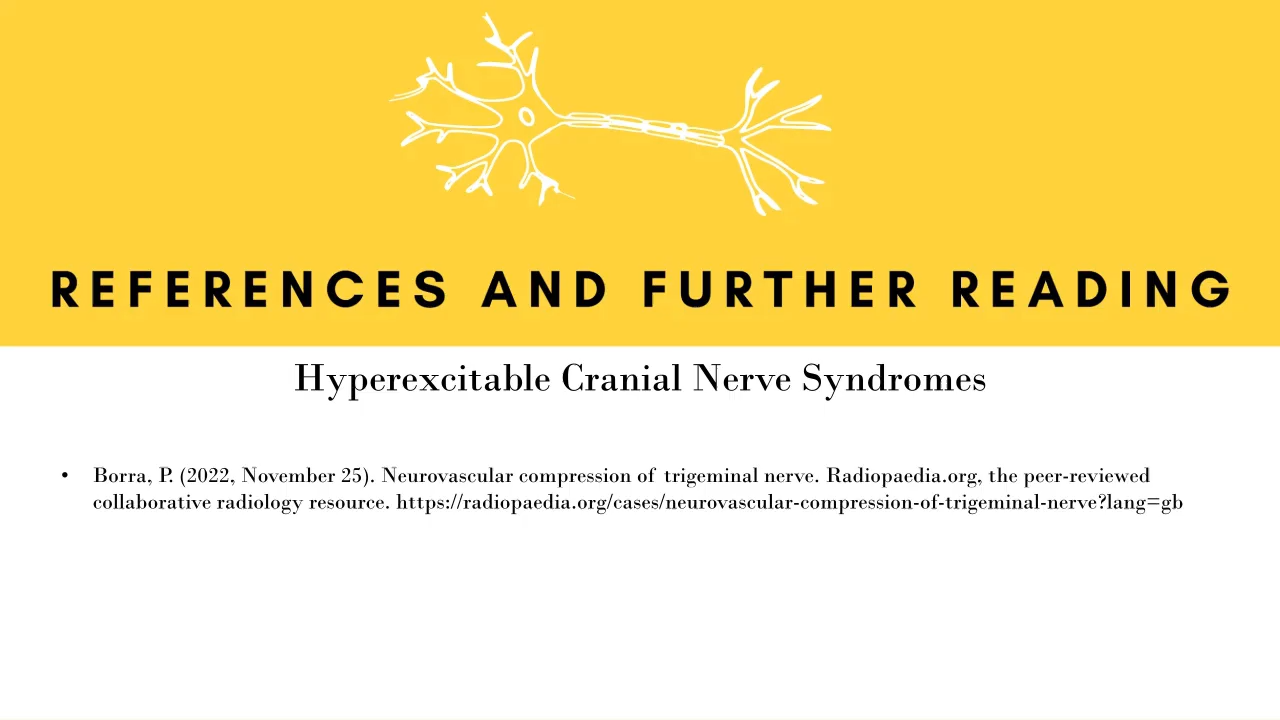 REFERENCES AND FURTHER READING
Hyperexcitable Cranial Nerve Syndromes
• Borra, P. (2022, November 25). Neurovascular compression of trigeminal nerve. Radiopaedia.org, the peer-reviewed
collaborative radiology resource. https://radiopaedia.org/cases/neurovascular-compression-of-trigeminal-nerve?lang=gb